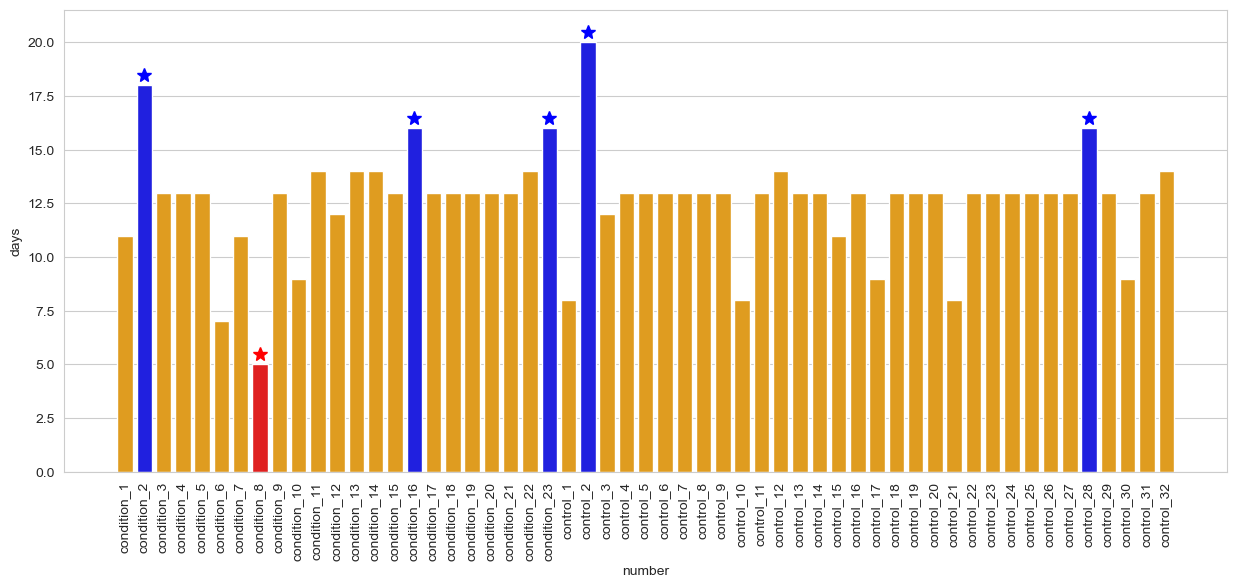 days
20.0
17.5
15.0
12.5
10.0
7.5
5.0
2.5
0.0
condition_1
condition_2
condition_3
condition_4
condition_5
condition_6
condition_7
condition_8
condition_9
condition_10
condition_11
condition_12
condition_13
condition_14
condition_15
condition_16
condition_17
condition_18
condition_19
condition_20
condition_21
condition_22
condition_23
control_1
control_2
control_3
control_4
control_5
control_6
control_7
control_8
control_9
control_10
control_11
control_12
control_13
control_14
control_15
control_16
control_17
control_18
control_19
control_20
control_21
control_22
control_23
control_24
control_25
control_26
control_27
control_28
control_29
control_30
control_31
control_32
number